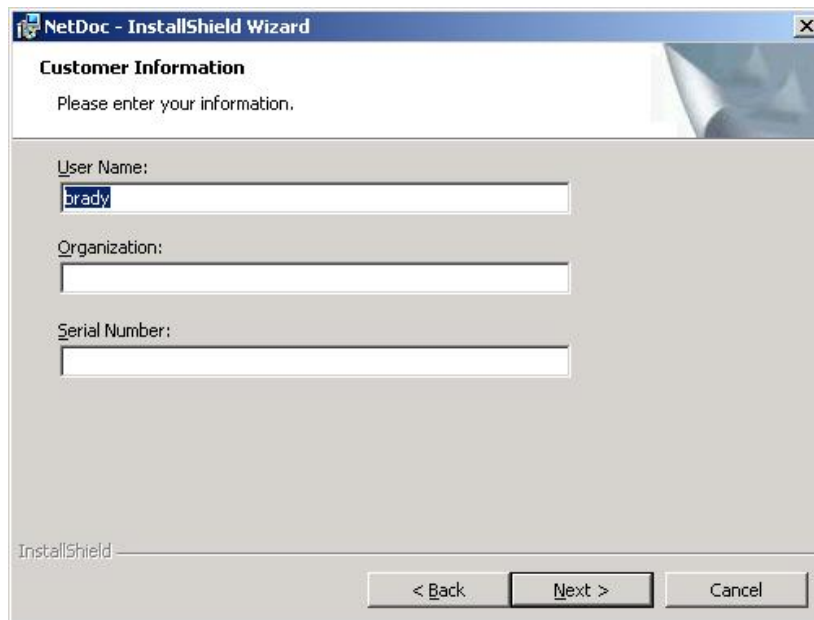 NetDoc - InstallShield Wizard
Customer Information
Please enter your information.
User Name:
brady
Organization:
Serial Number:
InstallShield
< Back Next > Cancel